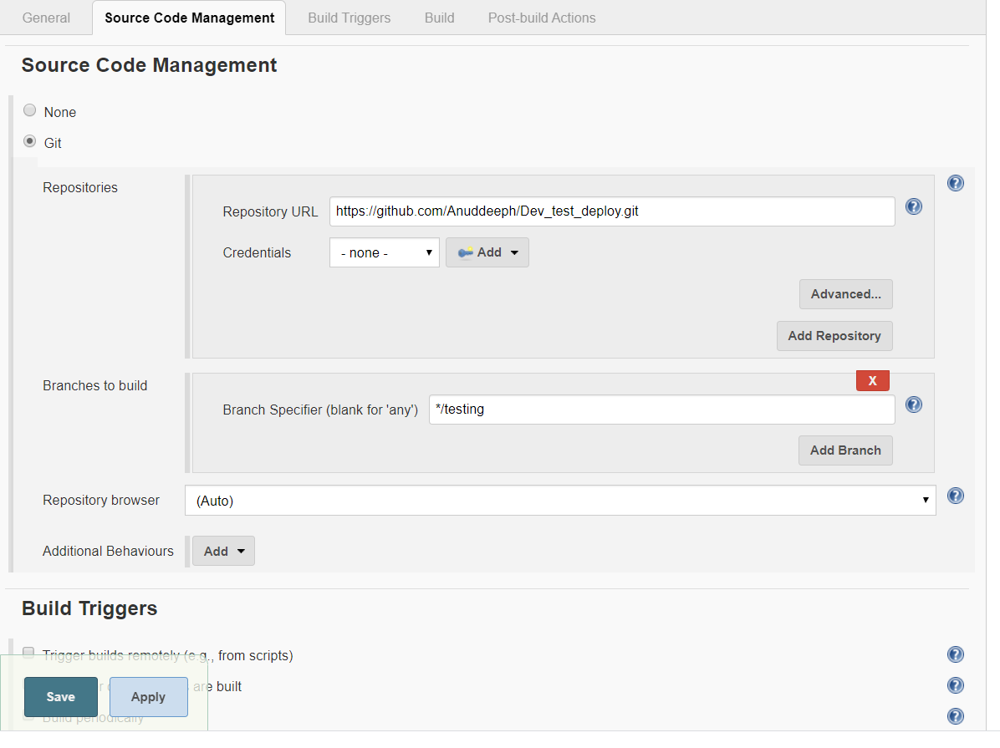 General Source Code Management Build Triggers Build Post-build Actions
Source Code Management
None
Git
Repositories
Repository URL https://github.com/Anuddeeph/Dev_test_deploy.git
Credentials - none - Add
Advanced...
Add Repository
Branches to build
X
Branch Specifier (blank for 'any') */testing
Add Branch
Repository browser (Auto)
Additional Behaviours Add
Build Triggers
Trigger builds remotely (e.g., from scripts)
are built
Build periodically
Save Apply